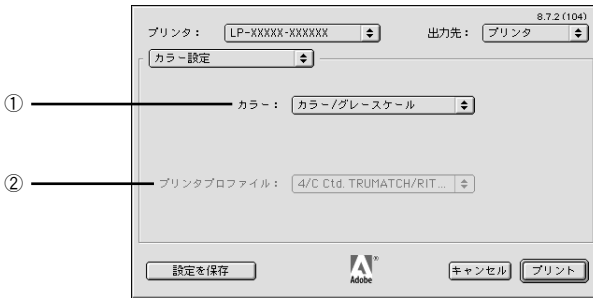 8.7.2 (104)
プリンタ： LP-XXXXX-XXXXXX 出力先： プリンタ
カラー設定
① カラー： カラー/グレースケール
② プリンタプロファイル： 4/C Ctd. TRUMATCH/RIT...
設定を保存 Adobe ® キャンセル プリント